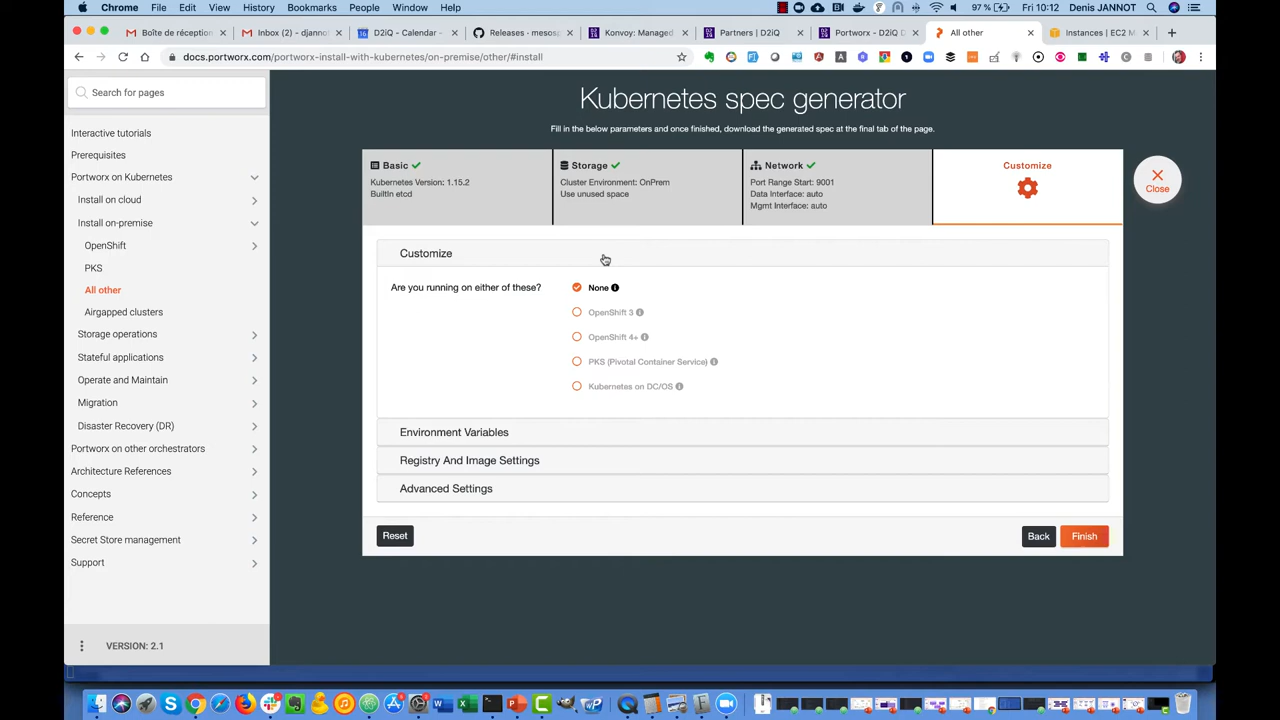 Chrome File Edit View History Bookmarks People Window Help 97 % Fri 10:12 Denis JANNOT
Boîte de réception Inbox (2) - djannot D2iQ - Calendar - Releases · mesosp Konvoy: Managed Partners | D2iQ Portworx - D2iQ D All other Instances | EC2 M
docs.portworx.com/portworx-install-with-kubernetes/on-premise/other/#install
Search for pages
Interactive tutorials
Prerequisites
Portworx on Kubernetes
Install on cloud
Install on-premise
OpenShift
PKS
All other
Airgapped clusters
Storage operations
Stateful applications
Operate and Maintain
Migration
Disaster Recovery (DR)
Portworx on other orchestrators
Architecture References
Concepts
Reference
Secret Store management
Support
VERSION: 2.1
Kubernetes spec generator
Fill in the below parameters and once finished, download the generated spec at the final tab of the page.
Basic
Kubernetes Version: 1.15.2
BuiltIn etcd
Storage
Cluster Environment: OnPrem
Use unused space
Network
Port Range Start: 9001
Data Interface: auto
Mgmt Interface: auto
Customize
Close
Customize
Are you running on either of these?
None
OpenShift 3
OpenShift 4+
PKS (Pivotal Container Service)
Kubernetes on DC/OS
Environment Variables
Registry And Image Settings
Advanced Settings
Reset Back Finish